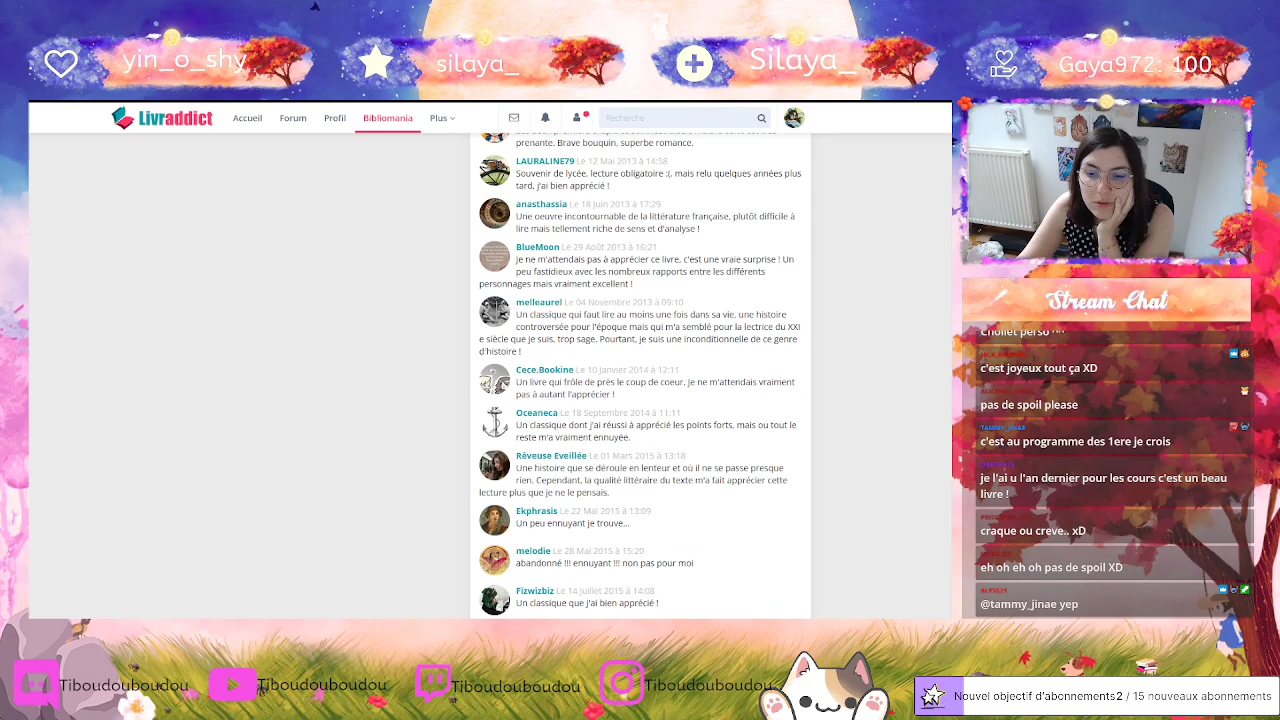 yin_o_shy
silaya_
Silaya_
Gaya972: 100
Livraddict
Accueil
Forum
Profil
Bibliomania
Plus
Recherche
prenante. Brave bouquin, superbe romance.
LAURALINE79 Le 12 Mai 2013 à 14:58
Souvenir de lycée, lecture obligatoire :(, mais relu quelques années plus
tard, j'ai bien apprécié !
anasthassia Le 18 Juin 2013 à 17:29
Une oeuvre incontournable de la littérature française, plutôt difficile à
lire mais tellement riche de sens et d'analyse !
BlueMoon Le 29 Août 2013 à 16:21
Je ne m'attendais pas à apprécier ce livre, c'est une vraie surprise ! Un
peu fastidieux avec les nombreux rapports entre les différents
personnages mais vraiment excellent !
melleaurel Le 04 Novembre 2013 à 09:10
Un classique qui faut lire au moins une fois dans sa vie, une histoire
controversée pour l'époque mais qui m'a semblé pour la lectrice du XXI
e siècle que je suis, trop sage. Pourtant, je suis une inconditionnelle de ce genre
d'histoire !
Cece.Bookine Le 10 Janvier 2014 à 12:11
Un livre qui frôle de près le coup de coeur. Je ne m'attendais vraiment
pas à autant l'apprécier !
Oceaneca Le 18 Septembre 2014 à 11:11
Un classique dont j'ai réussi à apprécié les points forts, mais ou tout le
reste m'a vraiment ennuyée.
Rêveuse Eveillée Le 01 Mars 2015 à 13:18
Une histoire que se déroule en lenteur et où il ne se passe presque
rien. Cependant, la qualité littéraire du texte m'a fait apprécier cette
lecture plus que je ne le pensais.
Ekphrasis Le 22 Mai 2015 à 13:09
Un peu ennuyant je trouve...
melodie Le 28 Mai 2015 à 15:20
abandonné !!! ennuyant !!! non pas pour moi
Fizwizbiz Le 14 Juillet 2015 à 14:08
Un classique que j'ai bien apprécié !
Stream Chat
Chollet perso ^^
c'est joyeux tout ça XD
pas de spoil please
TAMMY_JINAE
c'est au programme des 1ere je crois
je l'ai u l'an dernier pour les cours c'est un beau
livre !
craque ou creve.. xD
eh oh eh oh pas de spoil XD
@tammy_jinae yep
Tiboudouboudou
Tiboudouboudou
Tiboudouboudou
Tiboudouboudou
Nouvel objectif d'abonnements 2 / 15 nouveaux abonnements